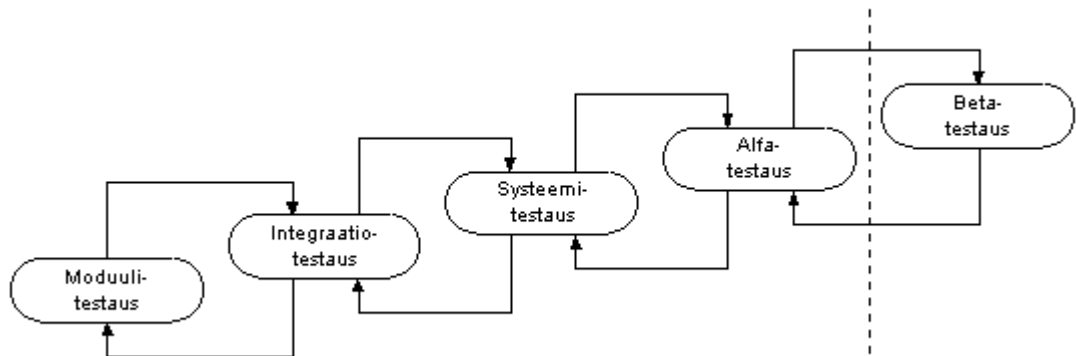 Moduuli-
testaus
Integraatio-
testaus
Systeemi-
testaus
Alfa-
testaus
Beta-
testaus